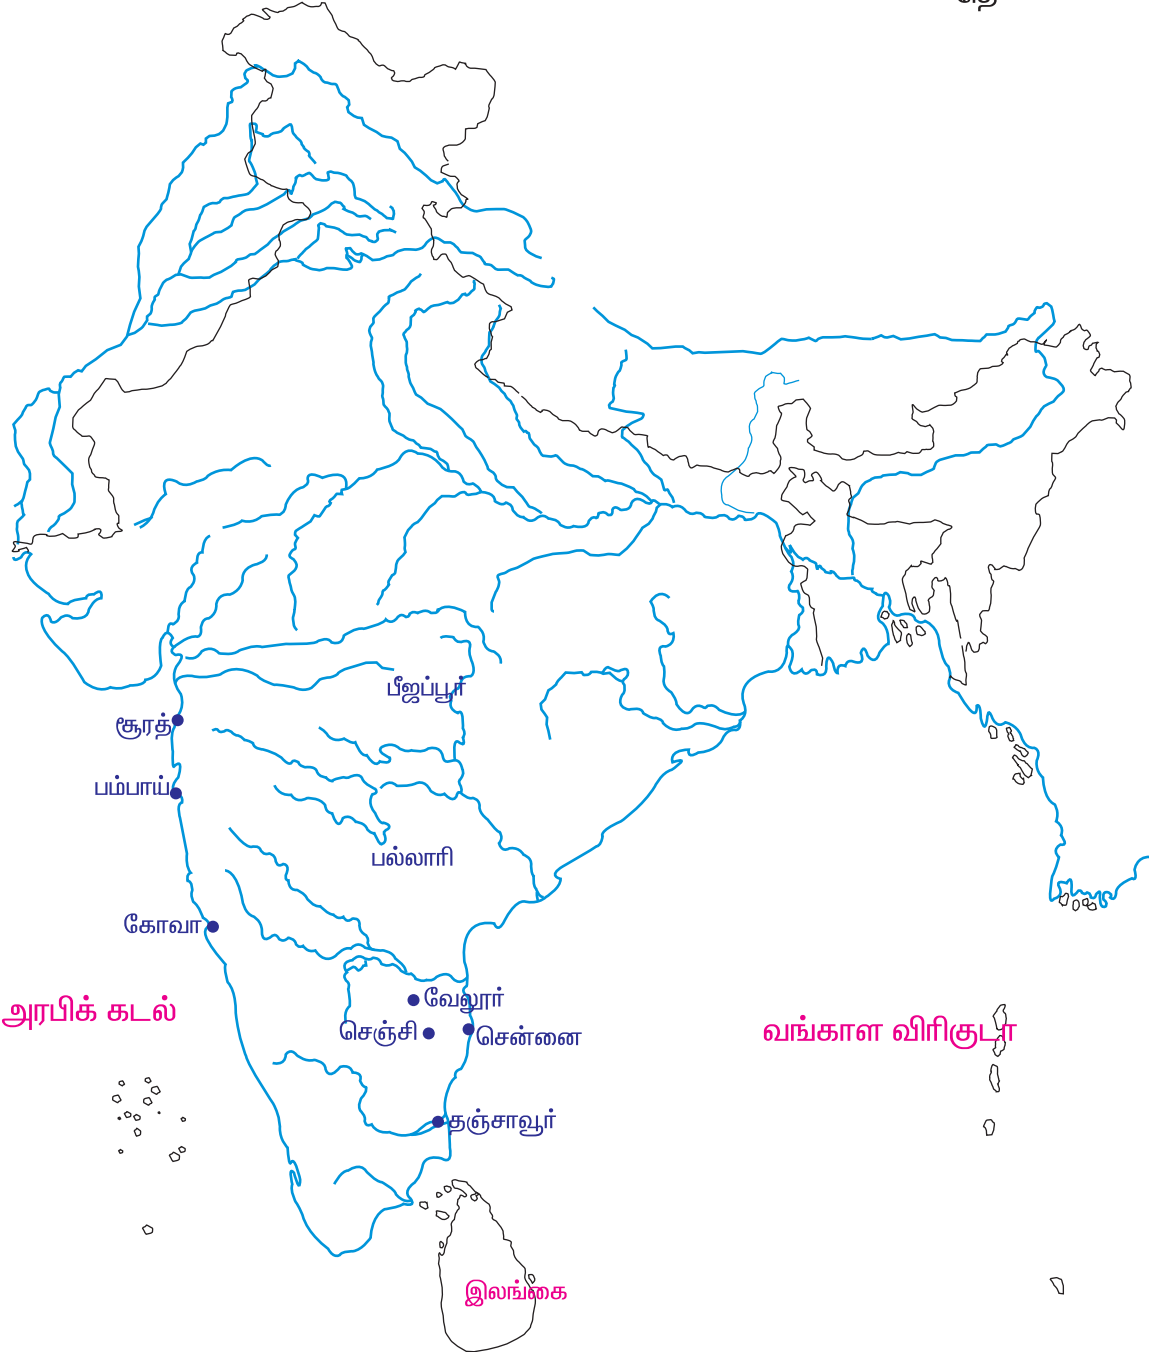 பீஜப்பூர்
சூரத்
பம்பாய்
பல்லாரி
கோவா
வேலூர்
அரபிக் கடல்
செஞ்சி
சென்னை
வங்காள விரிகுடா
தஞ்சாவூர்
இலங்கை